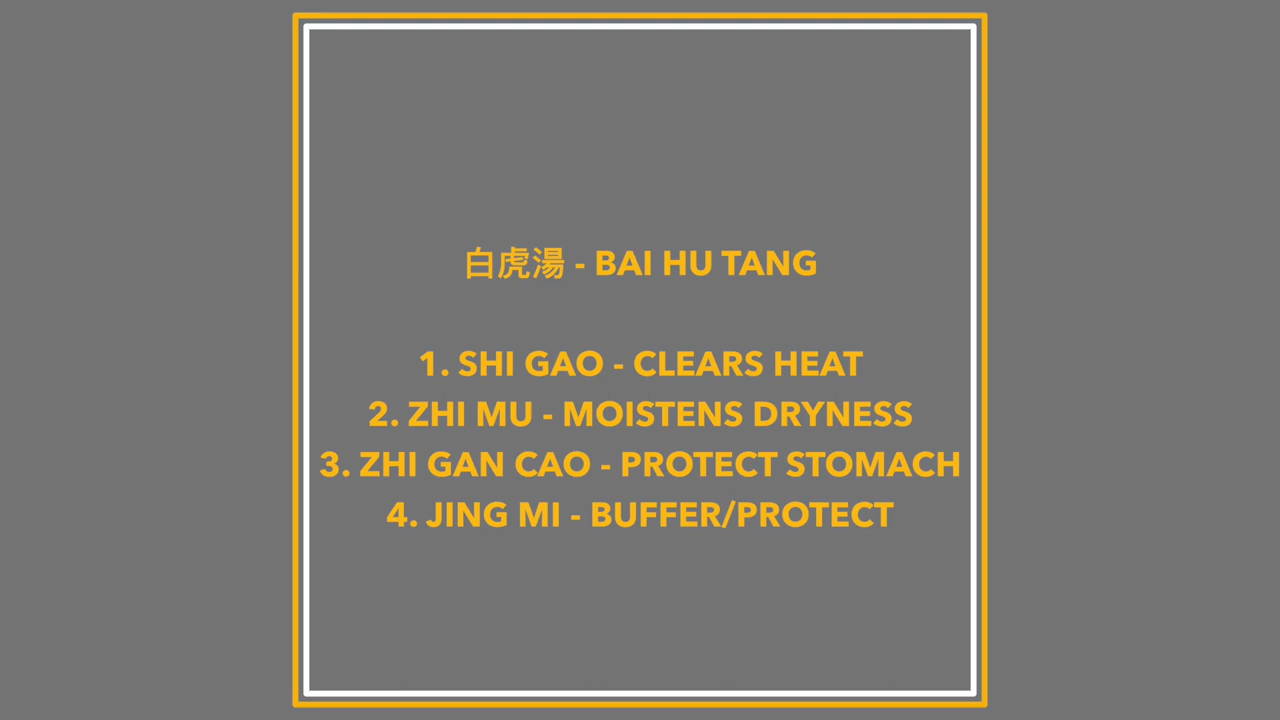 白虎湯 - BAI HU TANG
1. SHI GAO - CLEARS HEAT
2. ZHI MU - MOISTENS DRYNESS
3. ZHI GAN CAO - PROTECT STOMACH
4. JING MI - BUFFER/PROTECT